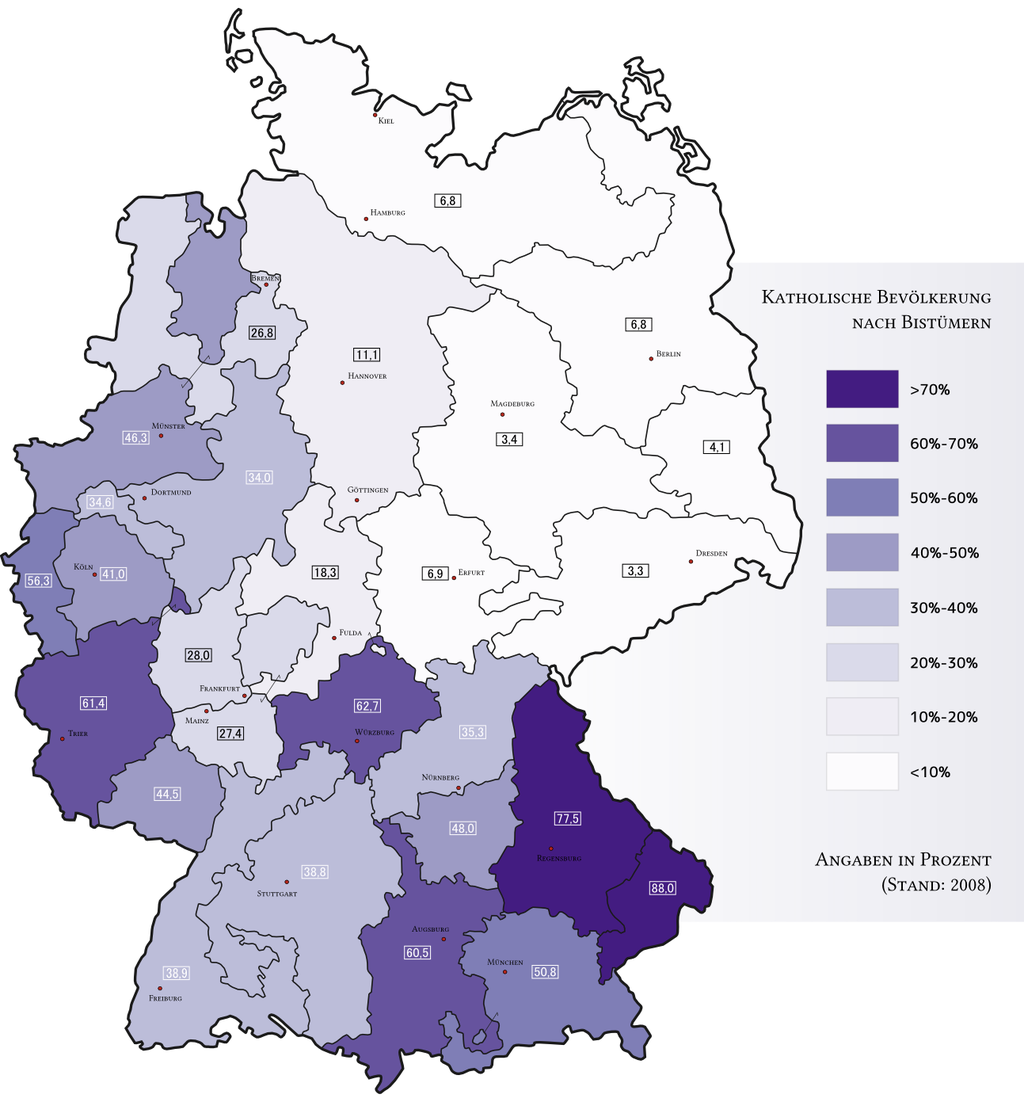 Kiel
Hamburg
6,8
Bremen
26,8
11,1
Hannover
6,8
Berlin
Magdeburg
3,4
4,1
Münster
46,3
34,0
Göttingen
34,6
Dortmund
Köln
41,0
56,3
18,3
6,9
Erfurt
Dresden
3,3
Fulda
28,0
Frankfurt
61,4
Trier
Mainz
27,4
62,7
Würzburg
35,3
Nürnberg
44,5
48,0
77,5
Regensburg
38,8
Stuttgart
88,0
Augsburg
60,5
München
50,8
38,9
Freiburg
Katholische Bevölkerung
nach Bistümern
>70%
60%-70%
50%-60%
40%-50%
30%-40%
20%-30%
10%-20%
<10%
Angaben in Prozent
(Stand: 2008)